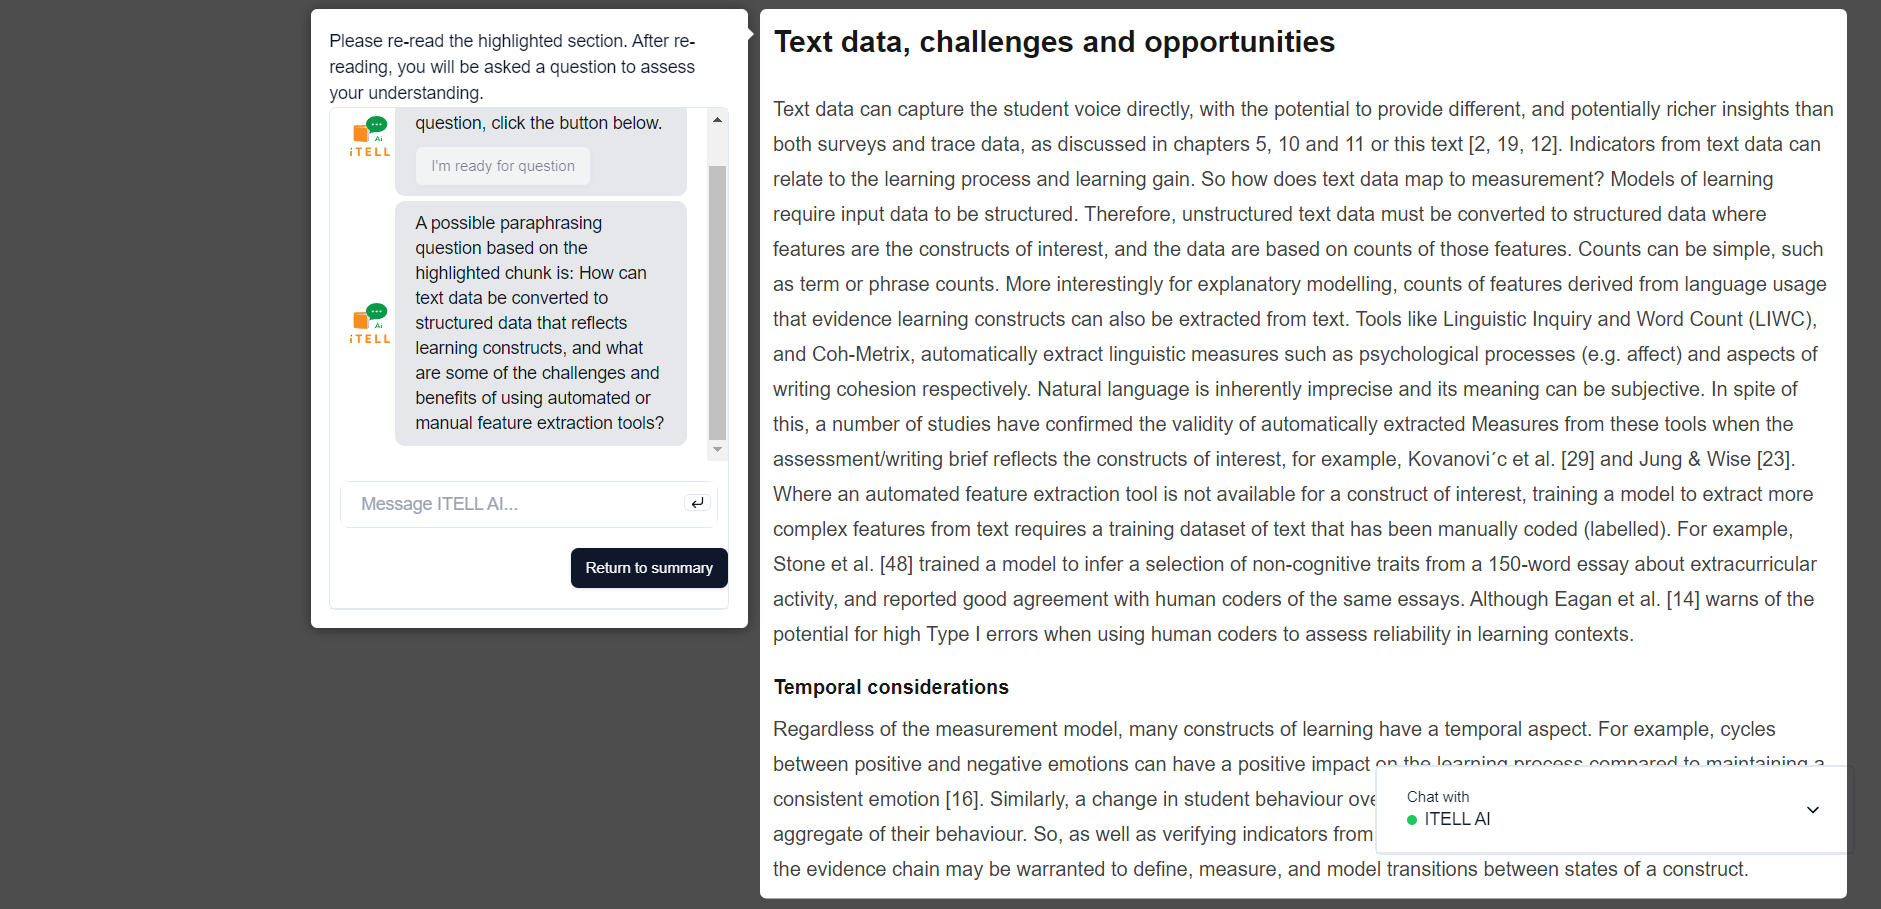 Please re-read the highlighted section. After re-
reading, you will be asked a question to assess
your understanding.
question, click the button below.
Ai
iTELL
I'm ready for question
A possible paraphrasing
question based on the
highlighted chunk is: How can
text data be converted to
structured data that reflects
learning constructs, and what
are some of the challenges and
benefits of using automated or
manual feature extraction tools?
Ai
iTELL
Message ITELL AI...
Return to summary
Text data, challenges and opportunities
Text data can capture the student voice directly, with the potential to provide different, and potentially richer insights than
both surveys and trace data, as discussed in chapters 5, 10 and 11 or this text [2, 19, 12]. Indicators from text data can
relate to the learning process and learning gain. So how does text data map to measurement? Models of learning
require input data to be structured. Therefore, unstructured text data must be converted to structured data where
features are the constructs of interest, and the data are based on counts of those features. Counts can be simple, such
as term or phrase counts. More interestingly for explanatory modelling, counts of features derived from language usage
that evidence learning constructs can also be extracted from text. Tools like Linguistic Inquiry and Word Count (LIWC),
and Coh-Metrix, automatically extract linguistic measures such as psychological processes (e.g. affect) and aspects of
writing cohesion respectively. Natural language is inherently imprecise and its meaning can be subjective. In spite of
this, a number of studies have confirmed the validity of automatically extracted Measures from these tools when the
assessment/writing brief reflects the constructs of interest, for example, Kovanovi´c et al. [29] and Jung & Wise [23].
Where an automated feature extraction tool is not available for a construct of interest, training a model to extract more
complex features from text requires a training dataset of text that has been manually coded (labelled). For example,
Stone et al. [48] trained a model to infer a selection of non-cognitive traits from a 150-word essay about extracurricular
activity, and reported good agreement with human coders of the same essays. Although Eagan et al. [14] warns of the
potential for high Type I errors when using human coders to assess reliability in learning contexts.
Temporal considerations
Regardless of the measurement model, many constructs of learning have a temporal aspect. For example, cycles
between positive and negative emotions can have a positive impact on the learning process compared to maintaining a
consistent emotion [16]. Similarly, a change in student behaviour ove
aggregate of their behaviour. So, as well as verifying indicators from
the evidence chain may be warranted to define, measure, and model transitions between states of a construct.
Chat with
ITELL AI